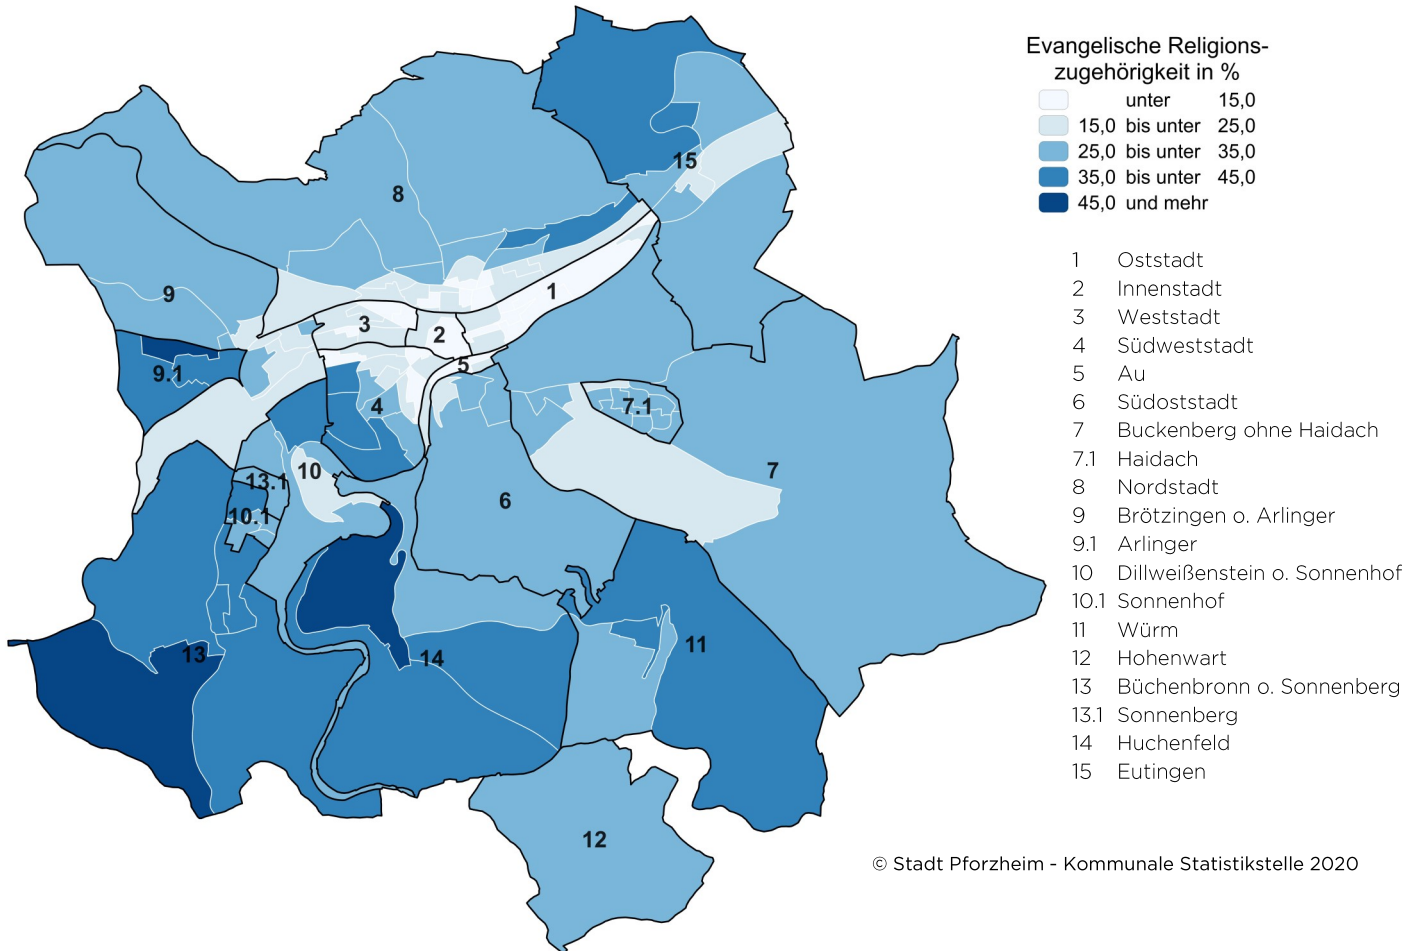 Evangelische Religions-
zugehörigkeit in %
unter 15,0
15,0 bis unter 25,0
25,0 bis unter 35,0
35,0 bis unter 45,0
45,0 und mehr
1 Oststadt
2 Innenstadt
3 Weststadt
4 Südweststadt
5 Au
6 Südoststadt
7 Buckenberg ohne Haidach
7.1 Haidach
8 Nordstadt
9 Brötzingen o. Arlinger
9.1 Arlinger
10 Dillweißenstein o. Sonnenhof
10.1 Sonnenhof
11 Würm
12 Hohenwart
13 Büchenbronn o. Sonnenberg
13.1 Sonnenberg
14 Huchenfeld
15 Eutingen
© Stadt Pforzheim - Kommunale Statistikstelle 2020
15
8
9
1
3
2
5
9.1
4
7.1
10
7
13.1
6
10.1
11
13
14
12